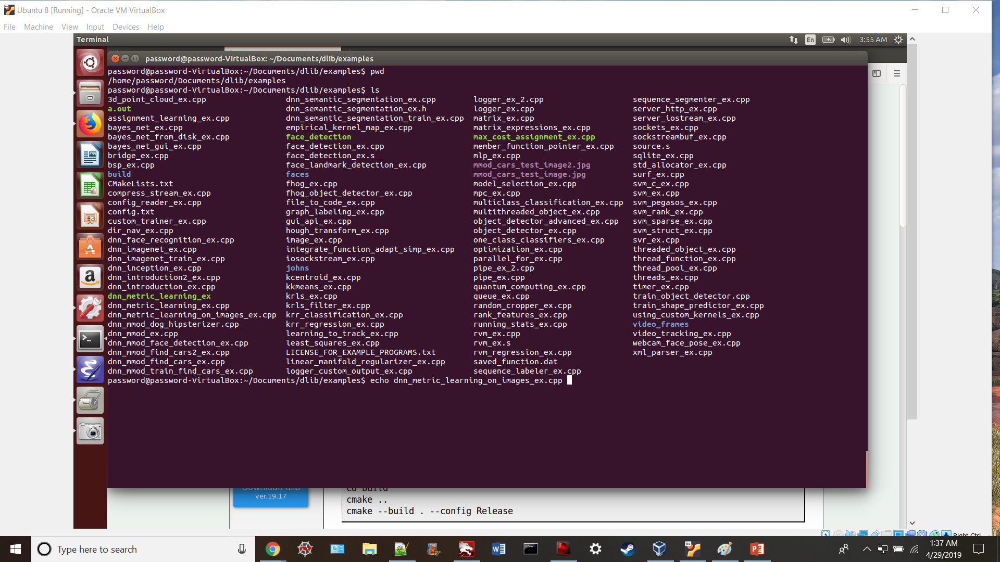 Ubuntu 8 [Running] - Oracle VM VirtualBox
File Machine View Input Devices Help
Terminal En 3:55 AM
password@password-VirtualBox: ~/Documents/dlib/examples
password@password-VirtualBox:~/Documents/dlib/examples$ pwd
/home/password/Documents/dlib/examples
password@password-VirtualBox:~/Documents/dlib/examples$ ls
3d_point_cloud_ex.cpp dnn_semantic_segmentation_ex.cpp logger_ex_2.cpp sequence_segmenter_ex.cpp
a.out dnn_semantic_segmentation_ex.h logger_ex.cpp server_http_ex.cpp
assignment_learning_ex.cpp dnn_semantic_segmentation_train_ex.cpp matrix_ex.cpp server_iostream_ex.cpp
bayes_net_ex.cpp empirical_kernel_map_ex.cpp matrix_expressions_ex.cpp sockets_ex.cpp
bayes_net_from_disk_ex.cpp face_detection max_cost_assignment_ex.cpp sockstreambuf_ex.cpp
bayes_net_gui_ex.cpp face_detection_ex.cpp member_function_pointer_ex.cpp source.s
bridge_ex.cpp face_detection_ex.s mlp_ex.cpp sqlite_ex.cpp
bsp_ex.cpp face_landmark_detection_ex.cpp mmod_cars_test_image2.jpg std_allocator_ex.cpp
build faces mmod_cars_test_image.jpg surf_ex.cpp
CMakeLists.txt fhog_ex.cpp model_selection_ex.cpp svm_c_ex.cpp
compress_stream_ex.cpp fhog_object_detector_ex.cpp mpc_ex.cpp svm_ex.cpp
config_reader_ex.cpp file_to_code_ex.cpp multiclass_classification_ex.cpp svm_pegasos_ex.cpp
config.txt graph_labeling_ex.cpp multithreaded_object_ex.cpp svm_rank_ex.cpp
custom_trainer_ex.cpp gui_api_ex.cpp object_detector_advanced_ex.cpp svm_sparse_ex.cpp
dir_nav_ex.cpp hough_transform_ex.cpp object_detector_ex.cpp svm_struct_ex.cpp
dnn_face_recognition_ex.cpp image_ex.cpp one_class_classifiers_ex.cpp svr_ex.cpp
dnn_imagenet_ex.cpp integrate_function_adapt_simp_ex.cpp optimization_ex.cpp threaded_object_ex.cpp
dnn_imagenet_train_ex.cpp iosockstream_ex.cpp parallel_for_ex.cpp thread_function_ex.cpp
dnn_inception_ex.cpp johns pipe_ex_2.cpp thread_pool_ex.cpp
dnn_introduction2_ex.cpp kcentroid_ex.cpp pipe_ex.cpp threads_ex.cpp
dnn_introduction_ex.cpp kkmeans_ex.cpp quantum_computing_ex.cpp timer_ex.cpp
dnn_metric_learning_ex krls_ex.cpp queue_ex.cpp train_object_detector.cpp
dnn_metric_learning_ex.cpp krls_filter_ex.cpp random_cropper_ex.cpp train_shape_predictor_ex.cpp
dnn_metric_learning_on_images_ex.cpp krr_classification_ex.cpp rank_features_ex.cpp using_custom_kernels_ex.cpp
dnn_mmod_dog_hipsterizer.cpp krr_regression_ex.cpp running_stats_ex.cpp video_frames
dnn_mmod_ex.cpp learning_to_track_ex.cpp rvm_ex.cpp video_tracking_ex.cpp
dnn_mmod_face_detection_ex.cpp least_squares_ex.cpp rvm_ex.s webcam_face_pose_ex.cpp
dnn_mmod_find_cars2_ex.cpp LICENSE_FOR_EXAMPLE_PROGRAMS.txt rvm_regression_ex.cpp xml_parser_ex.cpp
dnn_mmod_find_cars_ex.cpp linear_manifold_regularizer_ex.cpp saved_function.dat
dnn_mmod_train_find_cars_ex.cpp logger_custom_output_ex.cpp sequence_labeler_ex.cpp
password@password-VirtualBox:~/Documents/dlib/examples$ echo dnn_metric_learning_on_images_ex.cpp
Download dlib
ver.19.17
cd build
cmake ..
cmake --build . --config Release
Right Ctrl
Type here to search
1:37 AM
4/29/2019